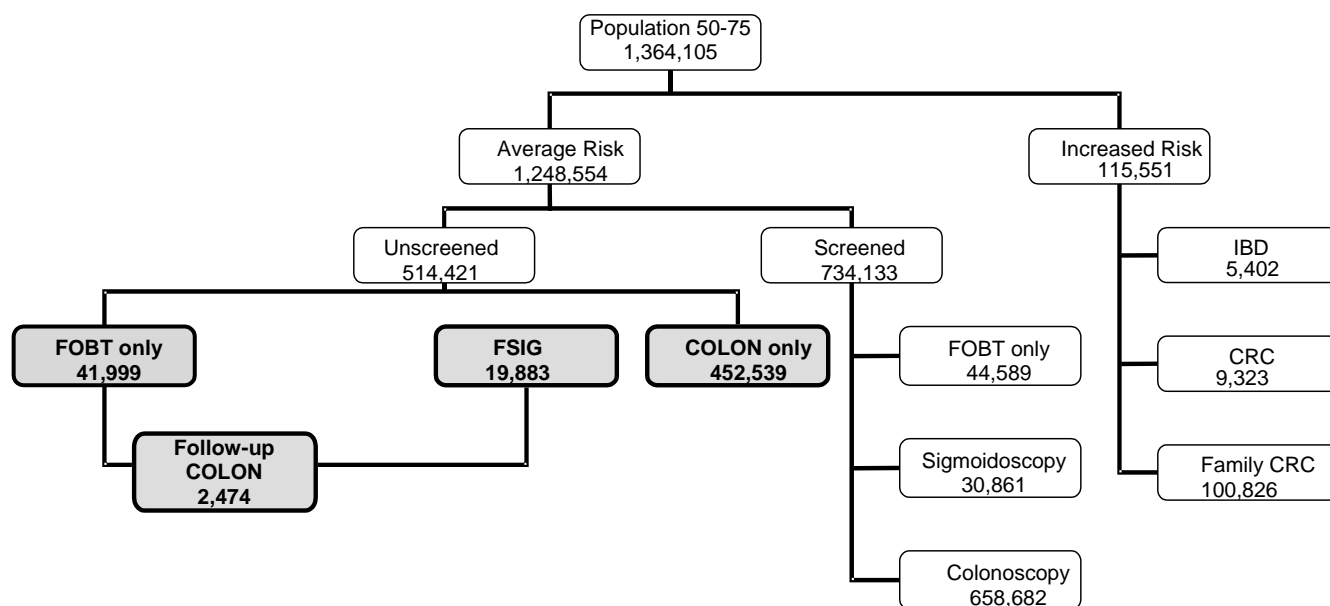 Population 50-75
1,364,105
Average Risk
1,248,554
Increased Risk
115,551
Unscreened
514,421
Screened
734,133
IBD
5,402
FOBT only
41,999
FSIG
19,883
COLON only
452,539
FOBT only
44,589
CRC
9,323
Follow-up
COLON
2,474
Sigmoidoscopy
30,861
Family CRC
100,826
Colonoscopy
658,682